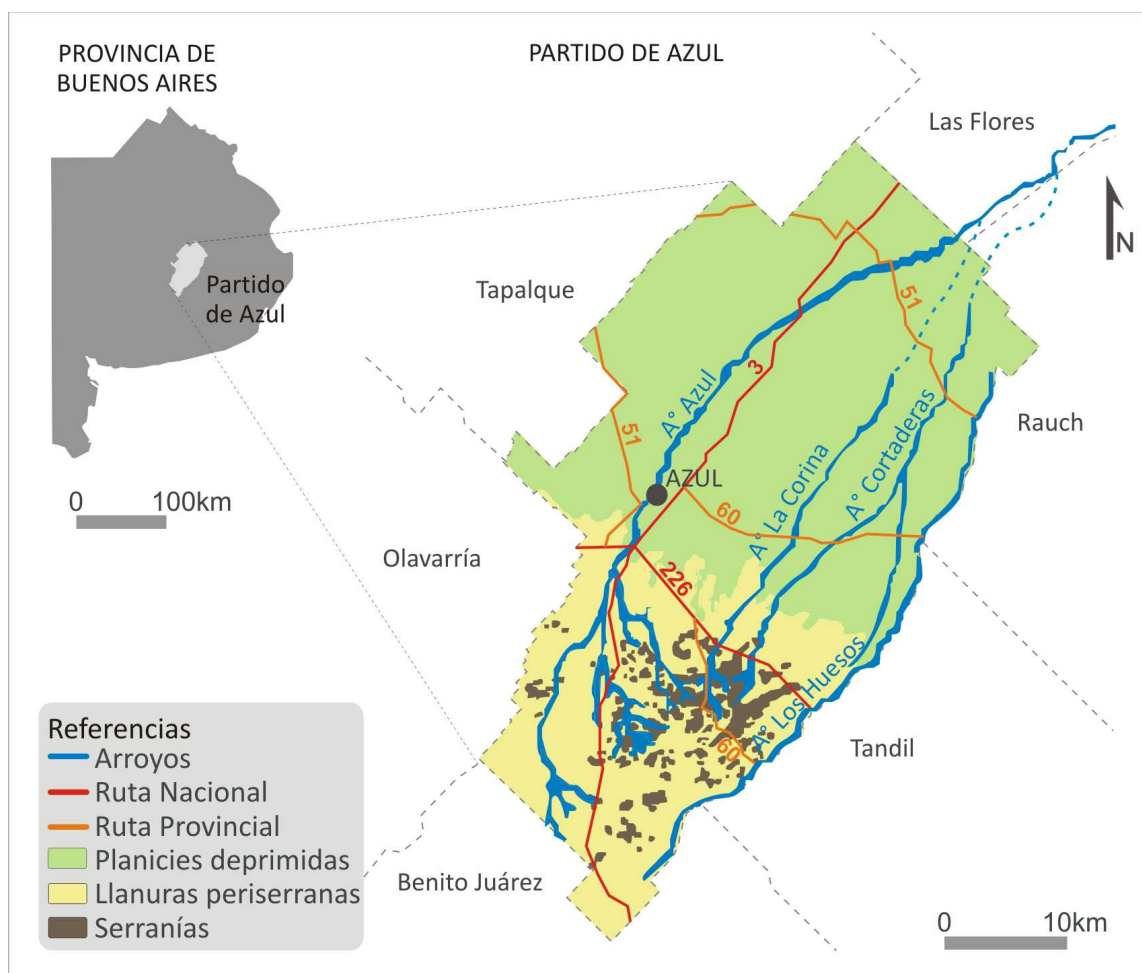 PROVINCIA DE
BUENOS AIRES
PARTIDO DE AZUL
Las Flores
N
Partido
de Azul
Tapalque
51
3
A° Azul
51
Rauch
A° La Corina
A° Cortaderas
AZUL
60
0 100km
Olavarría
226
A° Los Huesos
60
Tandil
Benito Juárez
Referencias
Arroyos
Ruta Nacional
Ruta Provincial
Planicies deprimidas
Llanuras periserranas
Serranías
0 10km